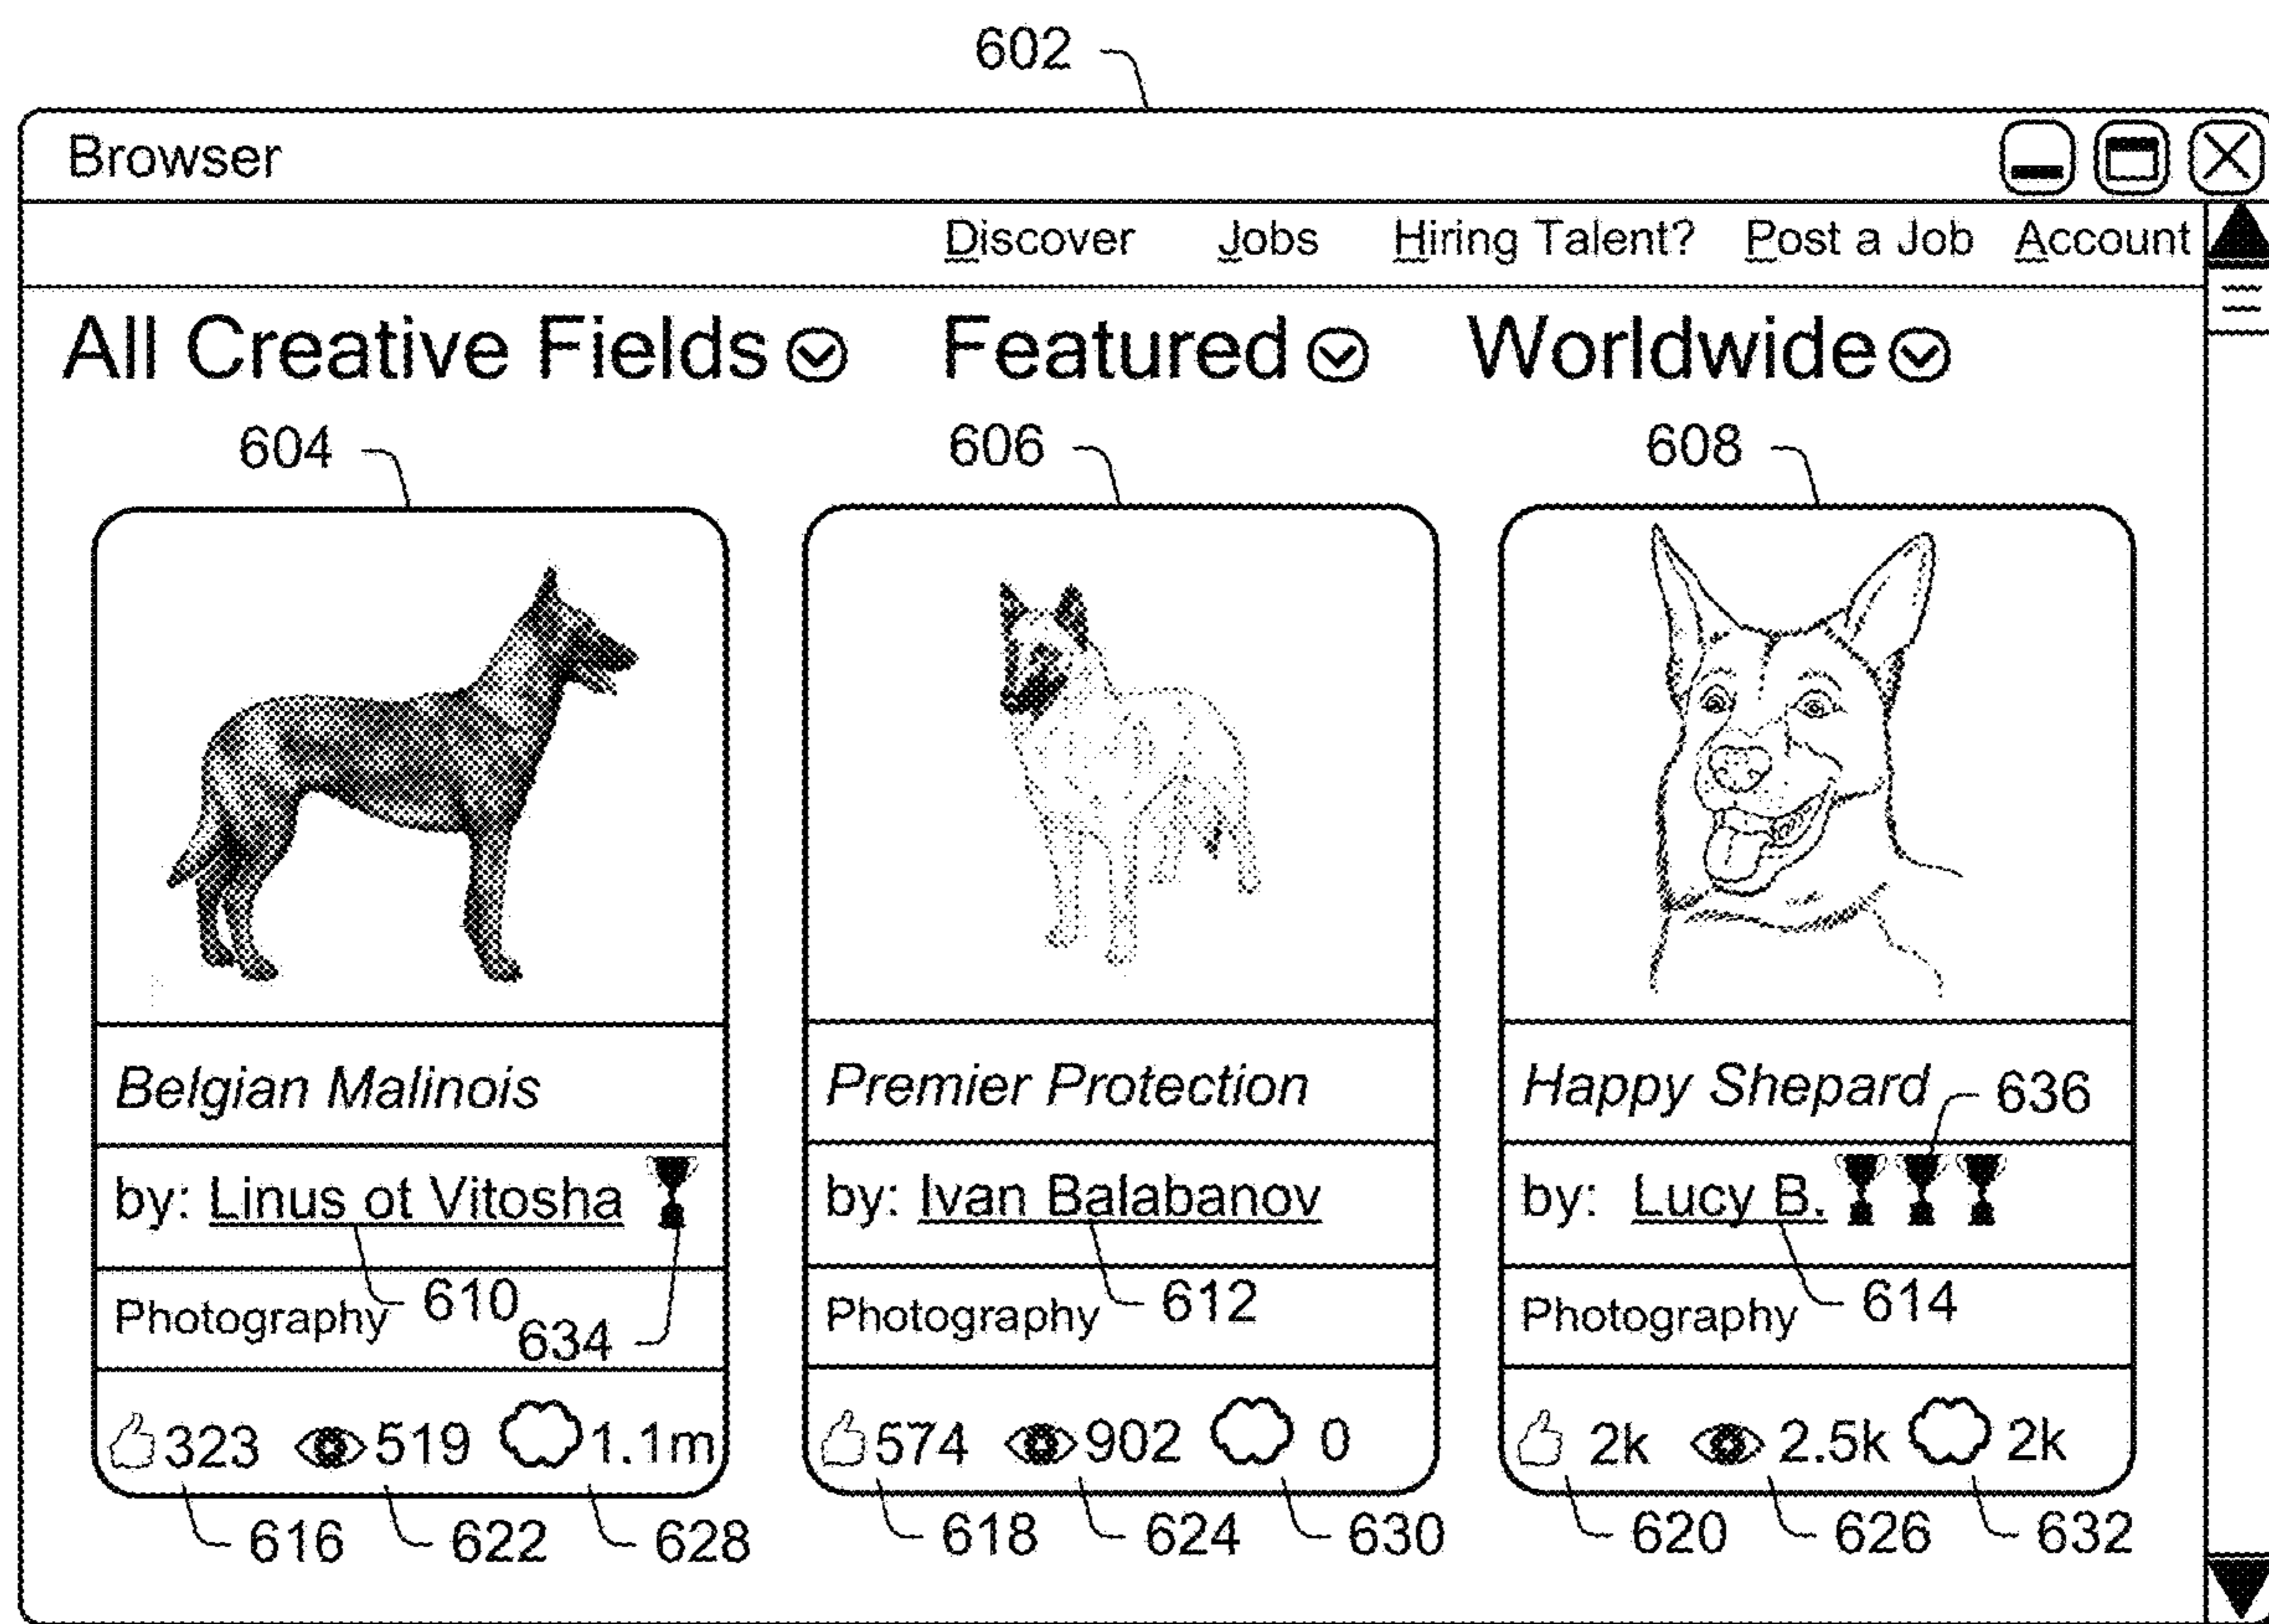 602
Browser
Discover Jobs Hiring Talent? Post a Job Account
All Creative Fields Featured Worldwide
604 606 608
Belgian Malinois
by: Linus ot Vitosha
Photography 610
634
323 519 1.1m
616 622 628
Premier Protection
by: Ivan Balabanov
Photography 612
574 902 0
618 624 630
Happy Shepard 636
by: Lucy B.
Photography 614
2k 2.5k 2k
620 626 632